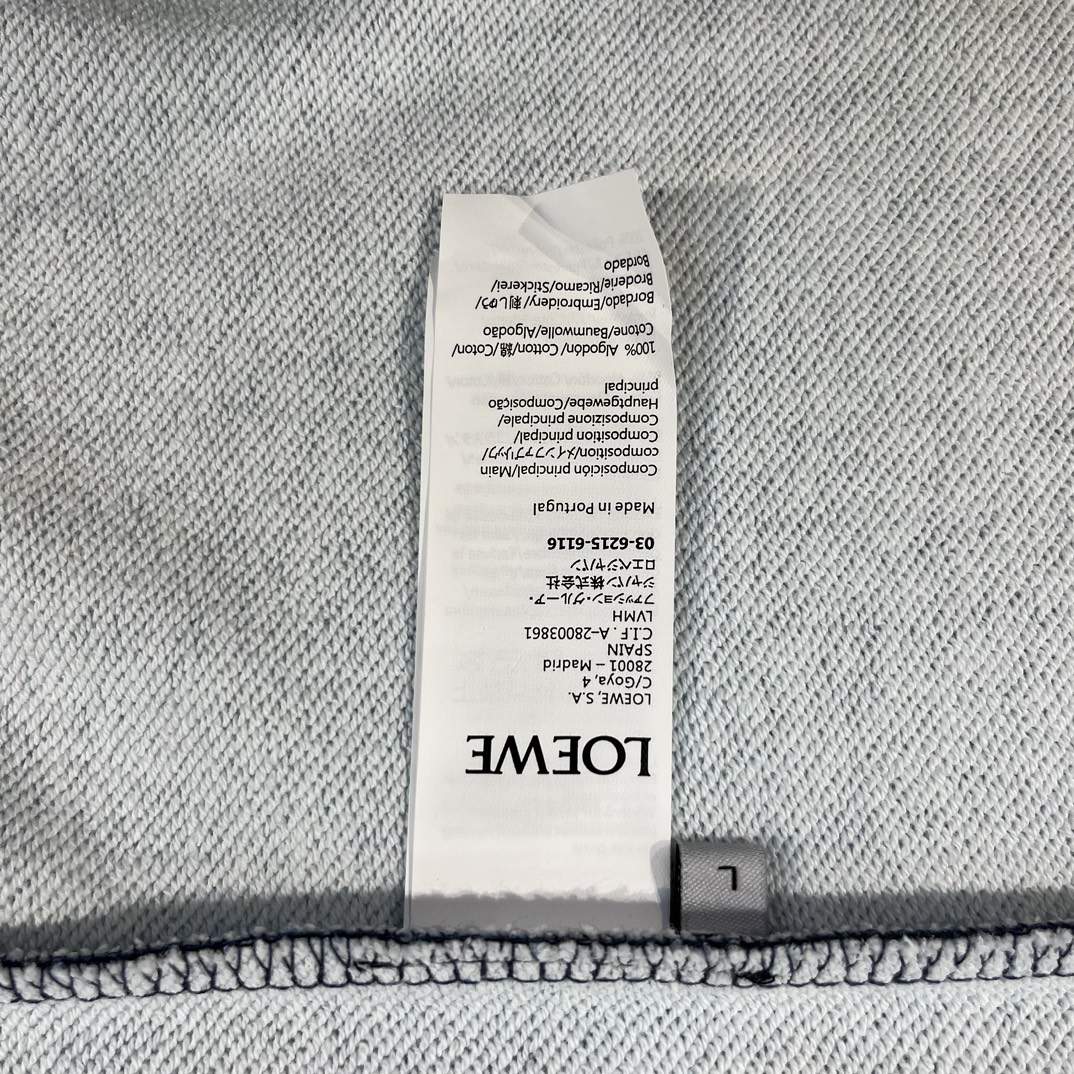 LOEWE
LOEWE, S.A.
C/Goya, 4
28001 – Madrid
SPAIN
C.I.F. A-28003861
LVMH
ファッション・グループ・
ジャパン株式会社
ロエベジャパン
03-6215-6116
Made in Portugal
Composición principal/Main
composition/メインファブリック/
Composition principal/
Composizione principale/
Hauptgewebe/Composição
principal
100% Algodón/ Cotton/綿/Coton/
Cotone/Baumwolle/Algodão
Bordado/Embroidery/刺しゅう/
Broderie/Ricamo/Stickerei/
Bordado
L